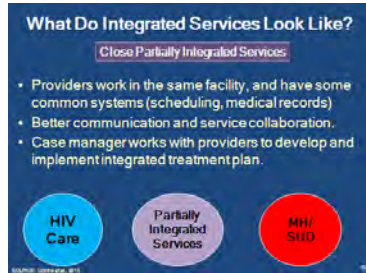 What Do Integrated Services Look Like?
Close Partially Integrated Services
• Providers work in the same facility, and have some
common systems (scheduling, medical records)
• Better communication and service collaboration.
• Case manager works with providers to develop and
implement integrated treatment plan.
HIV
Care
Partially
Integrated
Services
MH/
SUD